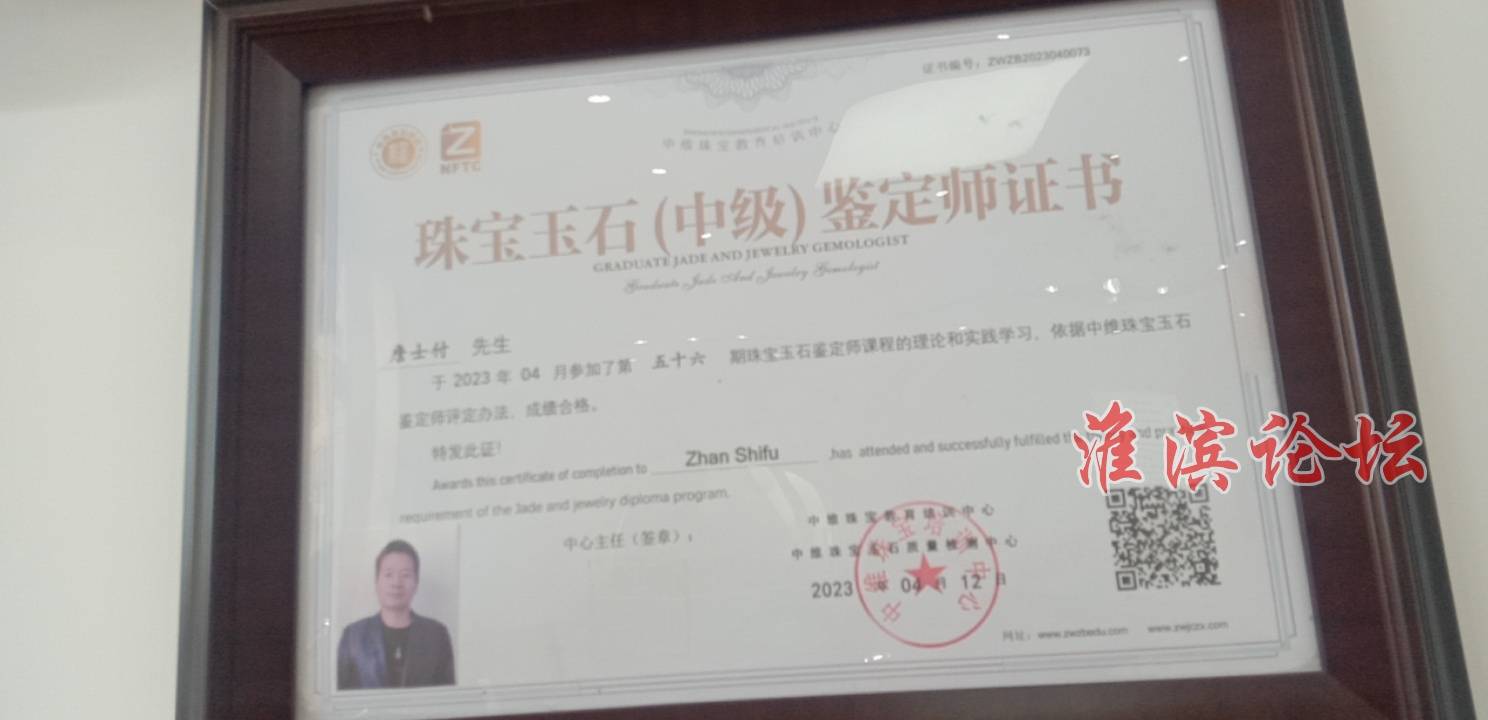 证书编号：ZWZB2023040073
NFTC
中维珠宝教育培训中心
珠宝玉石(中级)鉴定师证书
GRADUATE JADE AND JEWELRY GEMOLOGIST
Graduate Jade And Jewelry Gemologist
詹士付 先生
于 2023 年 04 月参加了第 五十六 期珠宝玉石鉴定师课程的理论和实践学习，依据中维珠宝玉石
鉴定师评定办法，成绩合格。
特发此证！
Awards this certificate of completion to Zhan Shifu ,has attended and successfully fulfilled
requirement of the Jade and jewelry diploma program.
淮滨论坛
中心主任（签章）：
中维珠宝教育培训中心
中维珠宝玉石质量检测中心
2023 年 04 月 12 日
网址：www.zwzbedu.com www.zwjczx.com